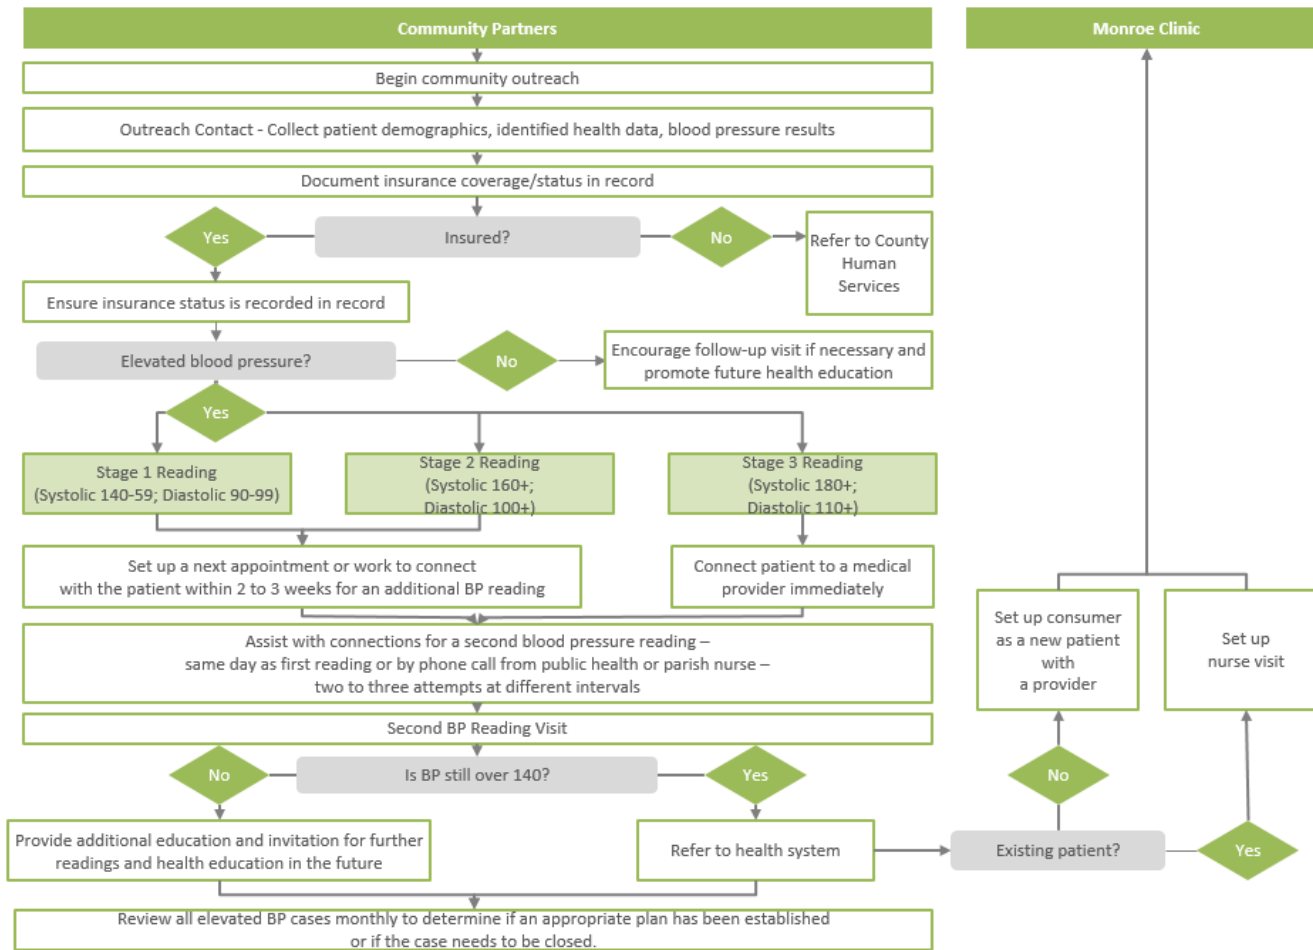 Community Partners
Monroe Clinic
Begin community outreach
Outreach Contact - Collect patient demographics, identified health data, blood pressure results
Document insurance coverage/status in record
Yes
Insured?
No
Refer to County
Human
Services
Ensure insurance status is recorded in record
Elevated blood pressure?
No
Encourage follow-up visit if necessary and
promote future health education
Yes
Stage 1 Reading
(Systolic 140-59; Diastolic 90-99)
Stage 2 Reading
(Systolic 160+;
Diastolic 100+)
Stage 3 Reading
(Systolic 180+;
Diastolic 110+)
Set up a next appointment or work to connect
with the patient within 2 to 3 weeks for an additional BP reading
Connect patient to a medical
provider immediately
Assist with connections for a second blood pressure reading –
same day as first reading or by phone call from public health or parish nurse –
two to three attempts at different intervals
Set up consumer
as a new patient
with
a provider
Set up
nurse visit
Second BP Reading Visit
No
Is BP still over 140?
Yes
No
Provide additional education and invitation for further
readings and health education in the future
Refer to health system
Existing patient?
Yes
Review all elevated BP cases monthly to determine if an appropriate plan has been established
or if the case needs to be closed.